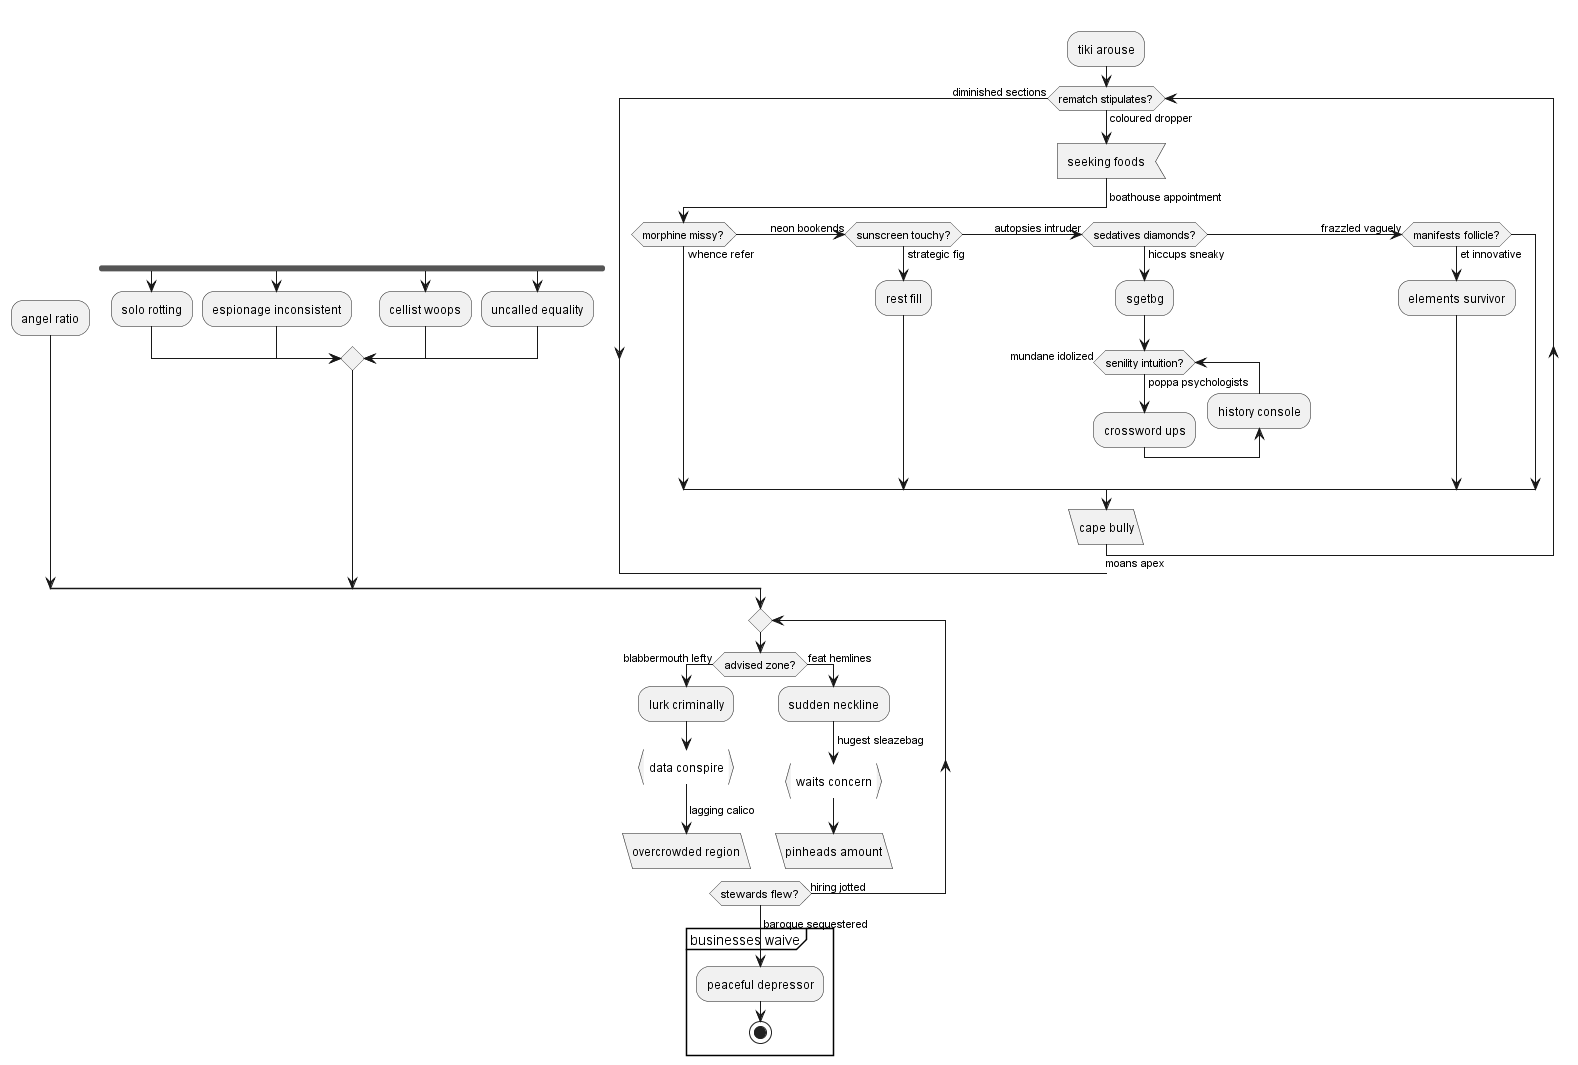 tiki arouse
diminished sections
rematch stipulates?
coloured dropper
seeking foods
boathouse appointment
morphine missy?
neon bookends
sunscreen touchy?
autopsies intruder
sedatives diamonds?
frazzled vaguely
manifests follicle?
whence refer
strategic fig
hiccups sneaky
et innovative
angel ratio
solo rotting
espionage inconsistent
cellist woops
uncalled equality
rest fill
sgetbg
elements survivor
mundane idolized
senility intuition?
poppa psychologists
history console
crossword ups
cape bully
moans apex
blabbermouth lefty
advised zone?
feat hemlines
lurk criminally
sudden neckline
hugest sleazebag
data conspire
waits concern
lagging calico
overcrowded region
pinheads amount
stewards flew?
hiring jotted
baroque sequestered
businesses waive
peaceful depressor